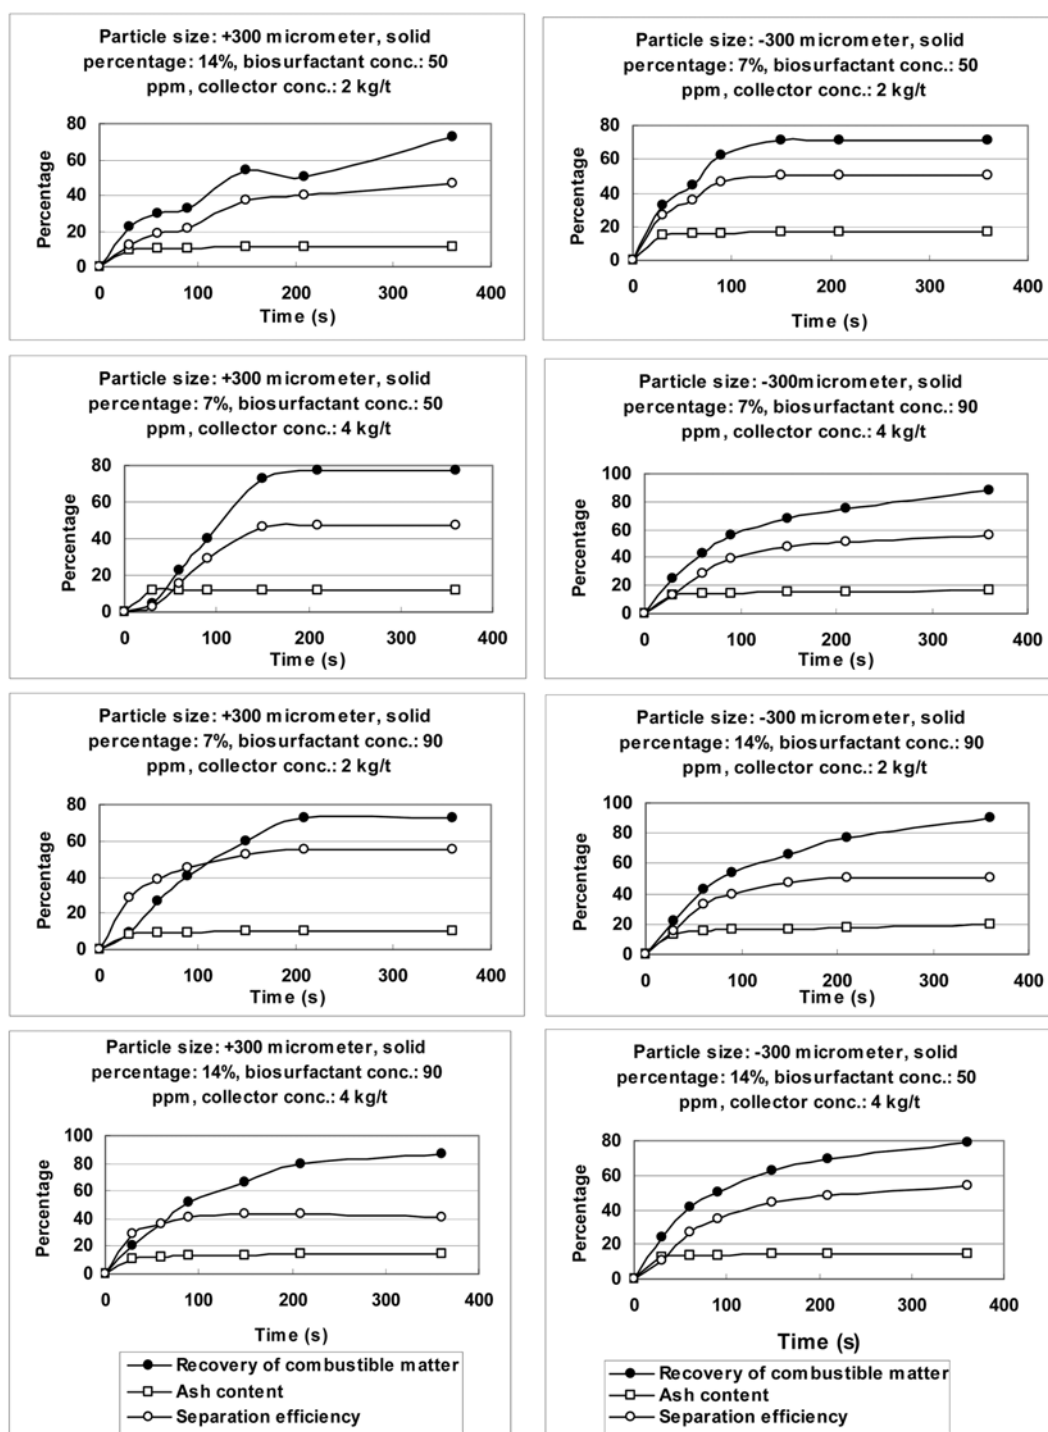 Particle size: +300 micrometer, solid
percentage: 14%, biosurfactant conc.: 50
ppm, collector conc.: 2 kg/t
80
60
40
20
0
Percentage
0 100 200 300 400
Time (s)
Particle size: -300 micrometer, solid
percentage: 7%, biosurfactant conc.: 50
ppm, collector conc.: 2 kg/t
80
60
40
20
0
Percentage
0 100 200 300 400
Time (s)
Particle size: +300 micrometer, solid
percentage: 7%, biosurfactant conc.: 50
ppm, collector conc.: 4 kg/t
80
60
40
20
0
Percentage
0 100 200 300 400
Time (s)
Particle size: -300micrometer, solid
percentage: 7%, biosurfactant conc.: 90
ppm, collector conc.: 4 kg/t
100
80
60
40
20
0
Percentage
0 100 200 300 400
Time (s)
Particle size: +300 micrometer, solid
percentage: 7%, biosurfactant conc.: 90
ppm, collector conc.: 2 kg/t
80
60
40
20
0
Percentage
0 100 200 300 400
Time (s)
Particle size: -300 micrometer, solid
percentage: 14%, biosurfactant conc.: 90
ppm, collector conc.: 2 kg/t
100
80
60
40
20
0
Percentage
0 100 200 300 400
Time (s)
Particle size: +300 micrometer, solid
percentage: 14%, biosurfactant conc.: 90
ppm, collector conc.: 4 kg/t
100
80
60
40
20
0
Percentage
0 100 200 300 400
Time (s)
Recovery of combustible matter
Ash content
Separation efficiency
Particle size: -300 micrometer, solid
percentage: 14%, biosurfactant conc.: 50
ppm, collector conc.: 4 kg/t
80
60
40
20
0
Percentage
0 100 200 300 400
Time (s)
Recovery of combustible matter
Ash content
Separation efficiency